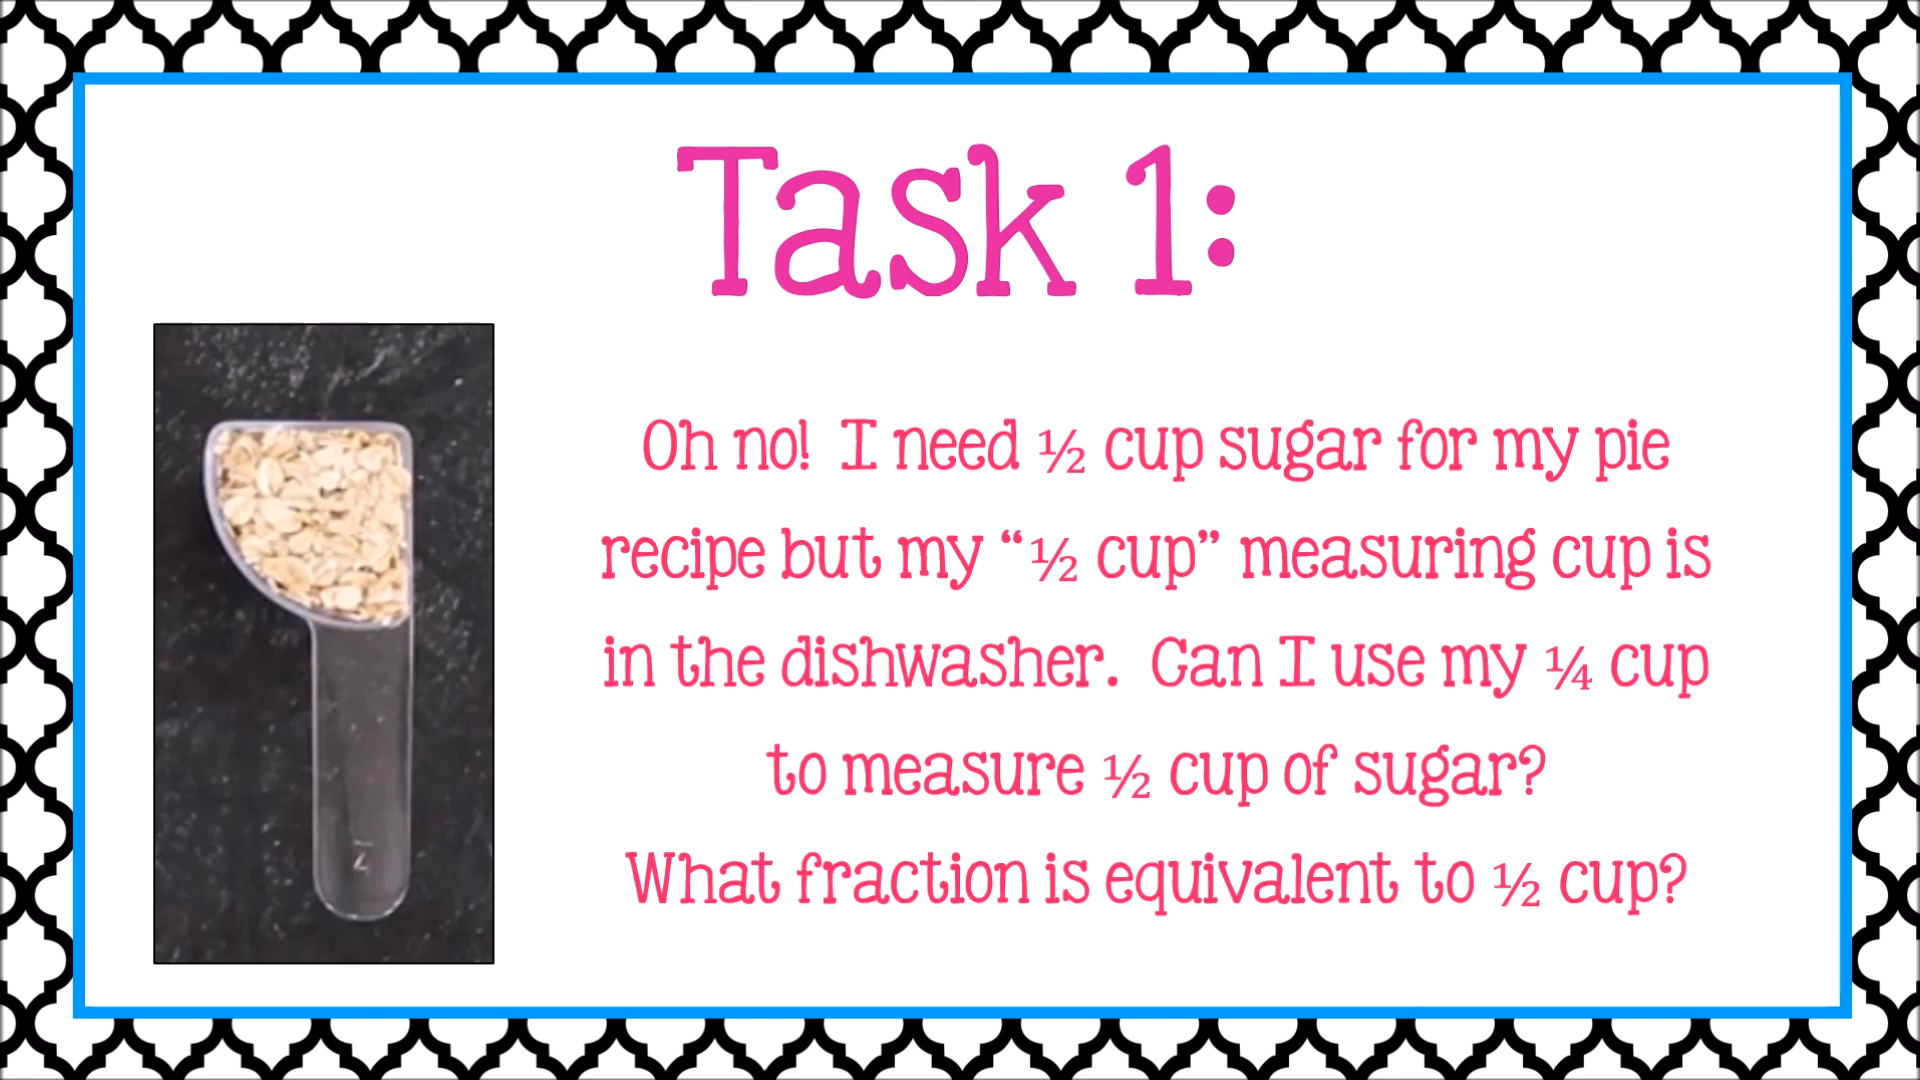 Task 1:
Oh no! I need ½ cup sugar for my pie
recipe but my “½ cup” measuring cup is
in the dishwasher. Can I use my ¼ cup
to measure ½ cup of sugar?
What fraction is equivalent to ½ cup?